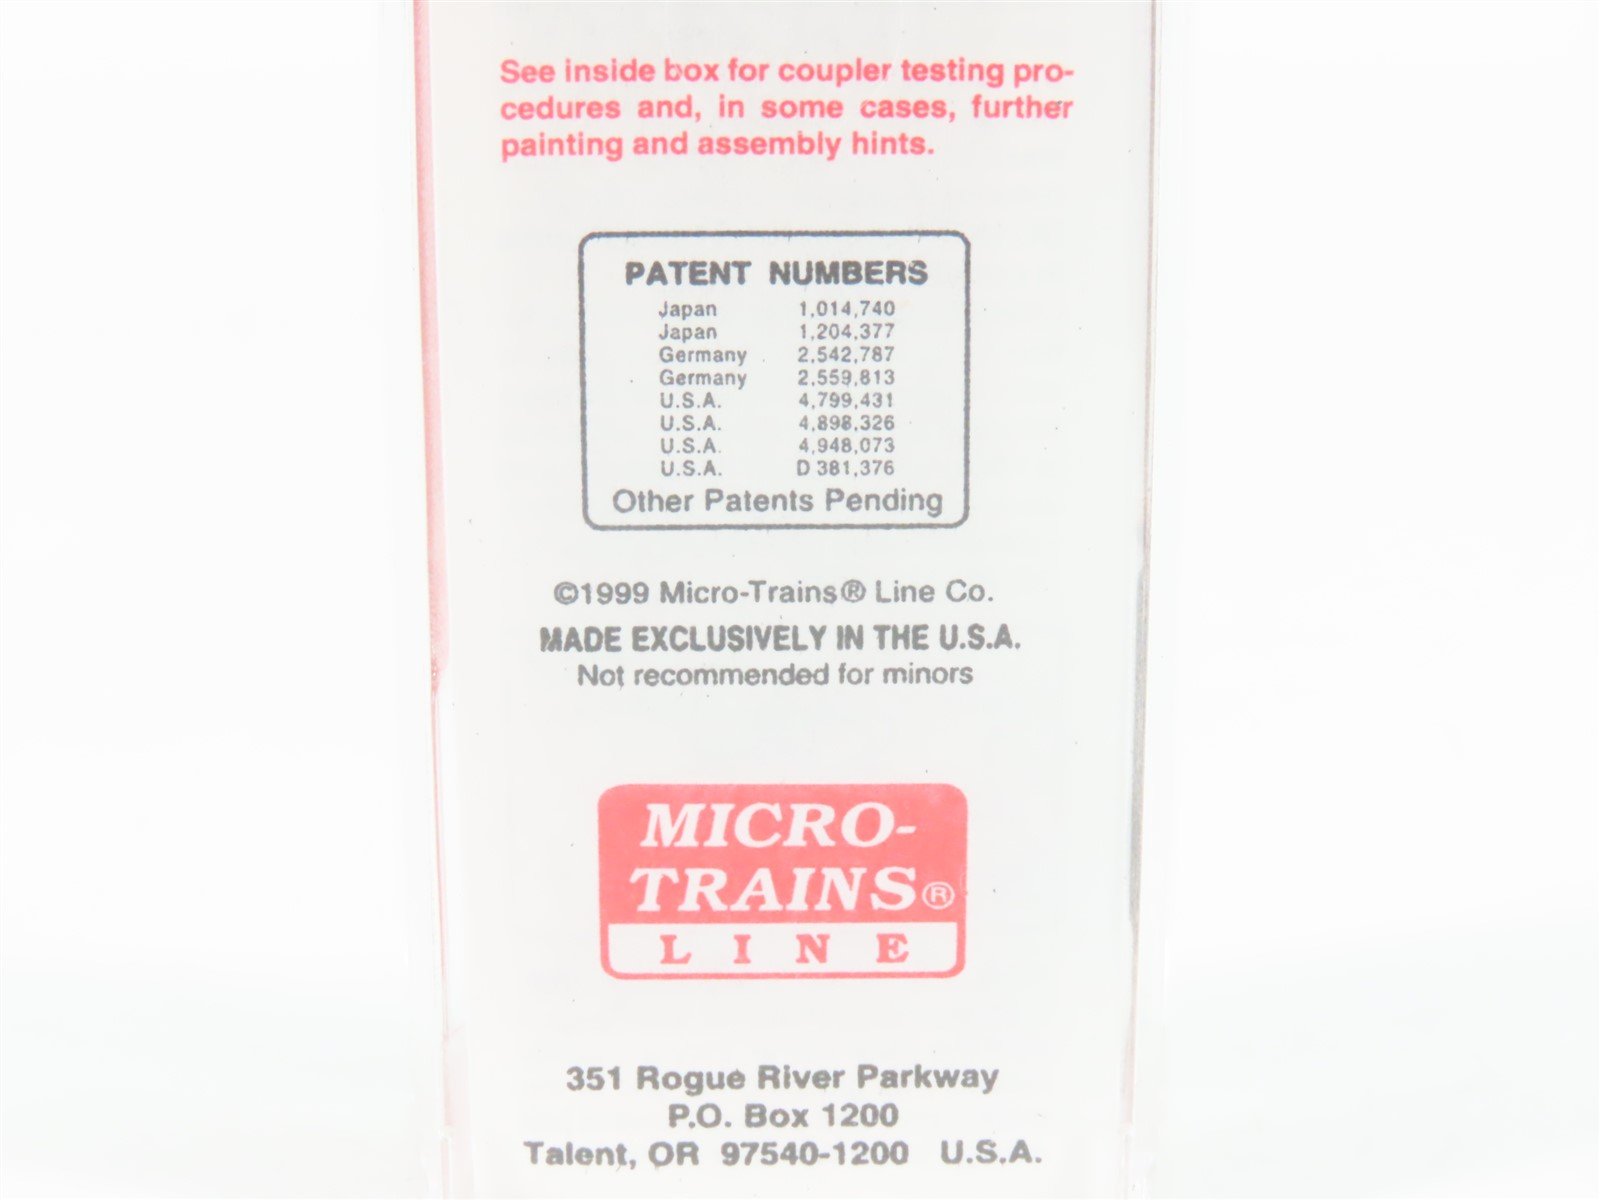 See inside box for coupler testing pro-
cedures and, in some cases, further
painting and assembly hints.
PATENT NUMBERS
Japan 1,014,740
Japan 1,204,377
Germany 2,542,787
Germany 2,559,813
U.S.A. 4,799,431
U.S.A. 4,898,326
U.S.A. 4,948,073
U.S.A. D 381,376
Other Patents Pending
©1999 Micro-Trains® Line Co.
MADE EXCLUSIVELY IN THE U.S.A.
Not recommended for minors
MICRO-
TRAINS®
LINE
351 Rogue River Parkway
P.O. Box 1200
Talent, OR 97540-1200 U.S.A.